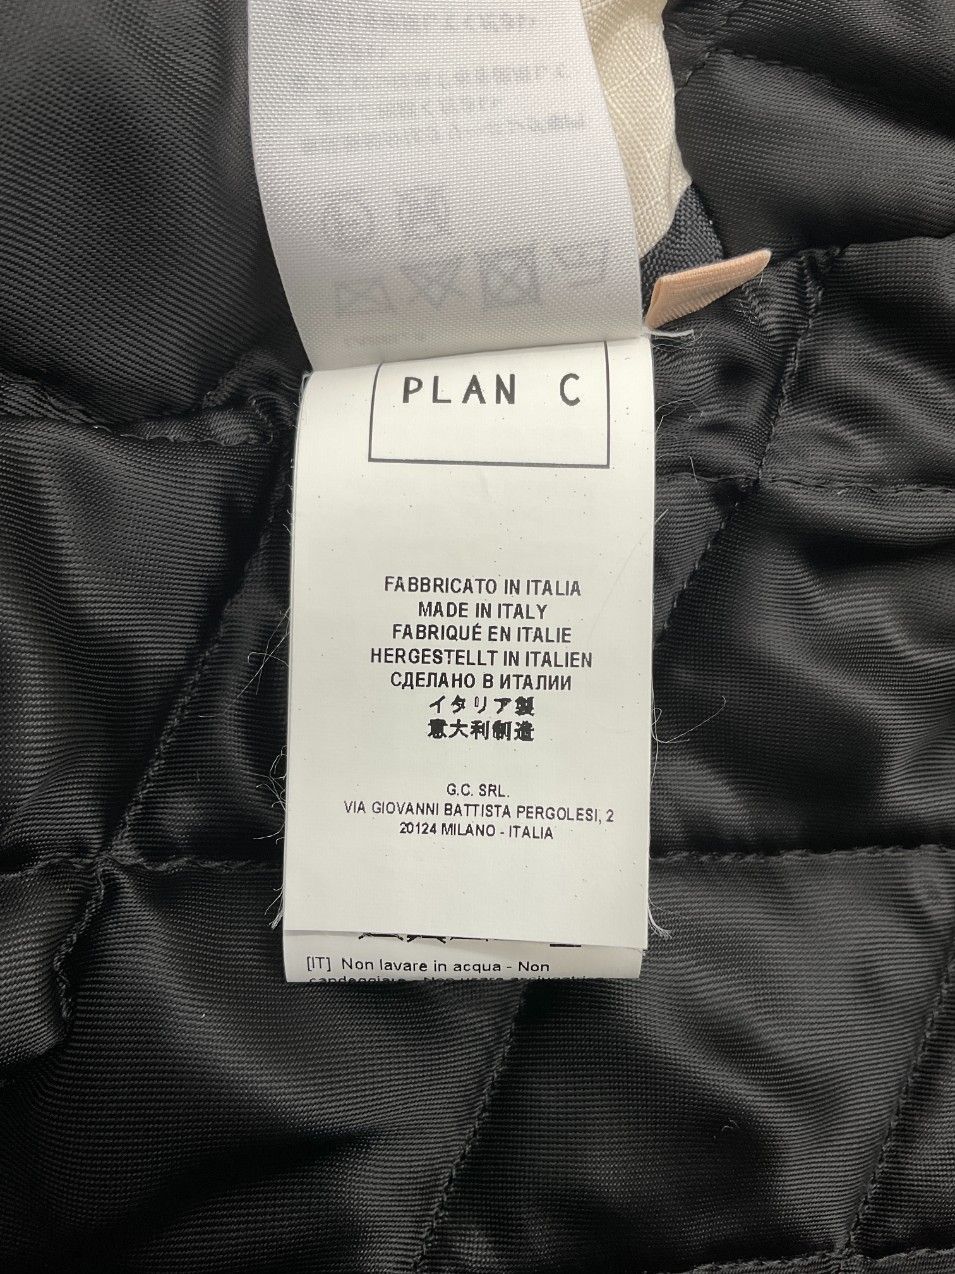 PLAN C
FABBRICATO IN ITALIA
MADE IN ITALY
FABRIQUÉ EN ITALIE
HERGESTELLT IN ITALIEN
СДЕЛАНО В ИТАЛИИ
イタリア製
意大利制造
G.C. SRL.
VIA GIOVANNI BATTISTA PERGOLESI, 2
20124 MILANO - ITALIA
[IT] Non lavare in acqua - Non